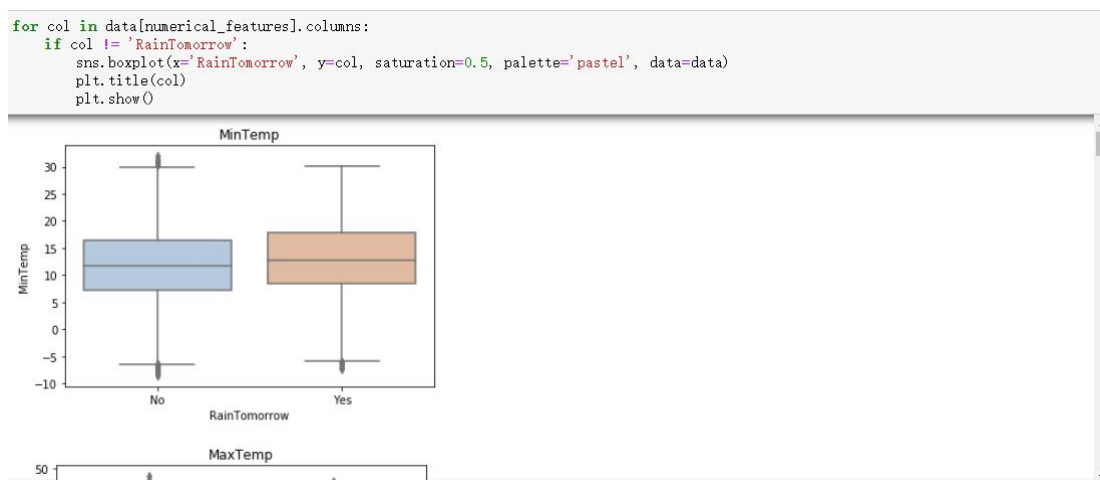 for col in data[numerical_features].columns:
    if col != 'RainTomorrow':
        sns.boxplot(x='RainTomorrow', y=col, saturation=0.5, palette='pastel', data=data)
        plt.title(col)
        plt.show()
MinTemp
30
25
20
15
10
5
0
−5
−10
MinTemp
No Yes
RainTomorrow
MaxTemp
50